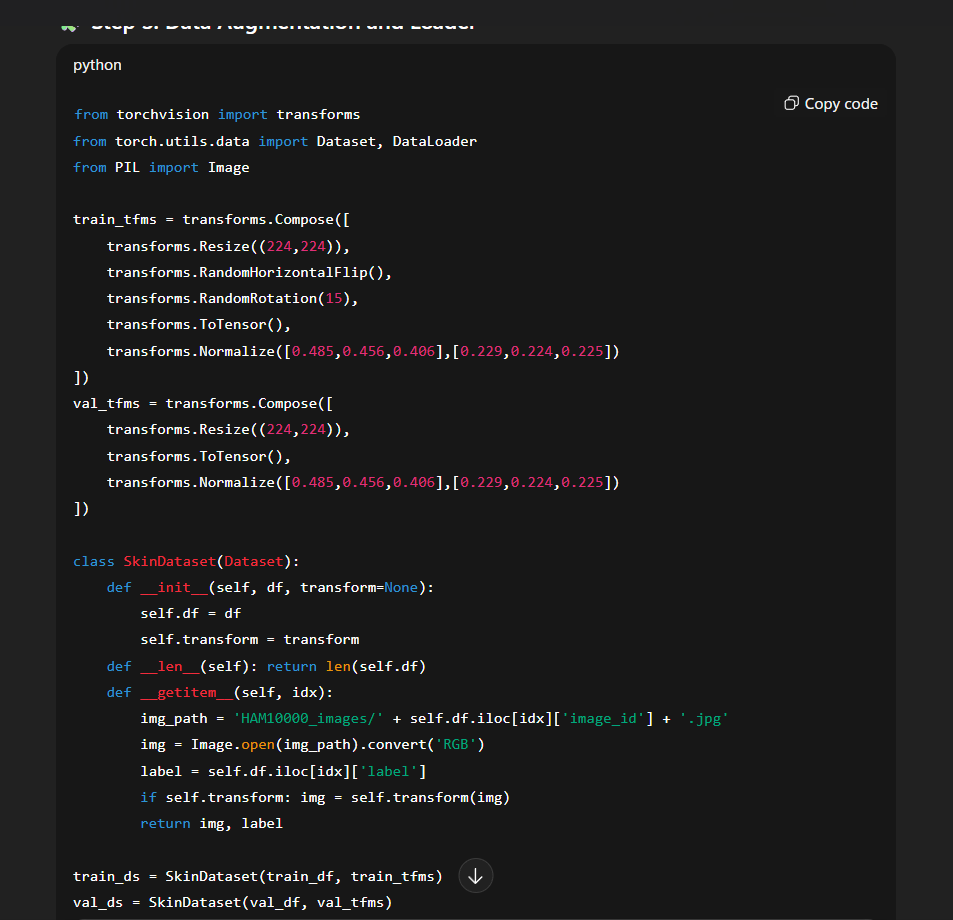 Step 3: Data Augmentation and Loader
python
Copy code
from torchvision import transforms
from torch.utils.data import Dataset, DataLoader
from PIL import Image
train_tfms = transforms.Compose([
    transforms.Resize((224,224)),
    transforms.RandomHorizontalFlip(),
    transforms.RandomRotation(15),
    transforms.ToTensor(),
    transforms.Normalize([0.485,0.456,0.406],[0.229,0.224,0.225])
])
val_tfms = transforms.Compose([
    transforms.Resize((224,224)),
    transforms.ToTensor(),
    transforms.Normalize([0.485,0.456,0.406],[0.229,0.224,0.225])
])
class SkinDataset(Dataset):
    def __init__(self, df, transform=None):
        self.df = df
        self.transform = transform
    def __len__(self): return len(self.df)
    def __getitem__(self, idx):
        img_path = 'HAM10000_images/' + self.df.iloc[idx]['image_id'] + '.jpg'
        img = Image.open(img_path).convert('RGB')
        label = self.df.iloc[idx]['label']
        if self.transform: img = self.transform(img)
        return img, label
train_ds = SkinDataset(train_df, train_tfms)
val_ds = SkinDataset(val_df, val_tfms)